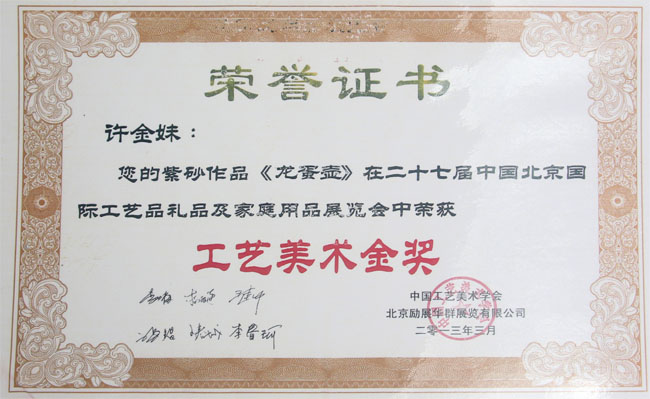 荣誉证书
许金妹：
您的紫砂作品《龙蛋壶》在二十七届中国北京国
际工艺品礼品及家庭用品展览会中荣获
工艺美术金奖
中国工艺美术学会
北京励展华群展览有限公司
二零一三年三月